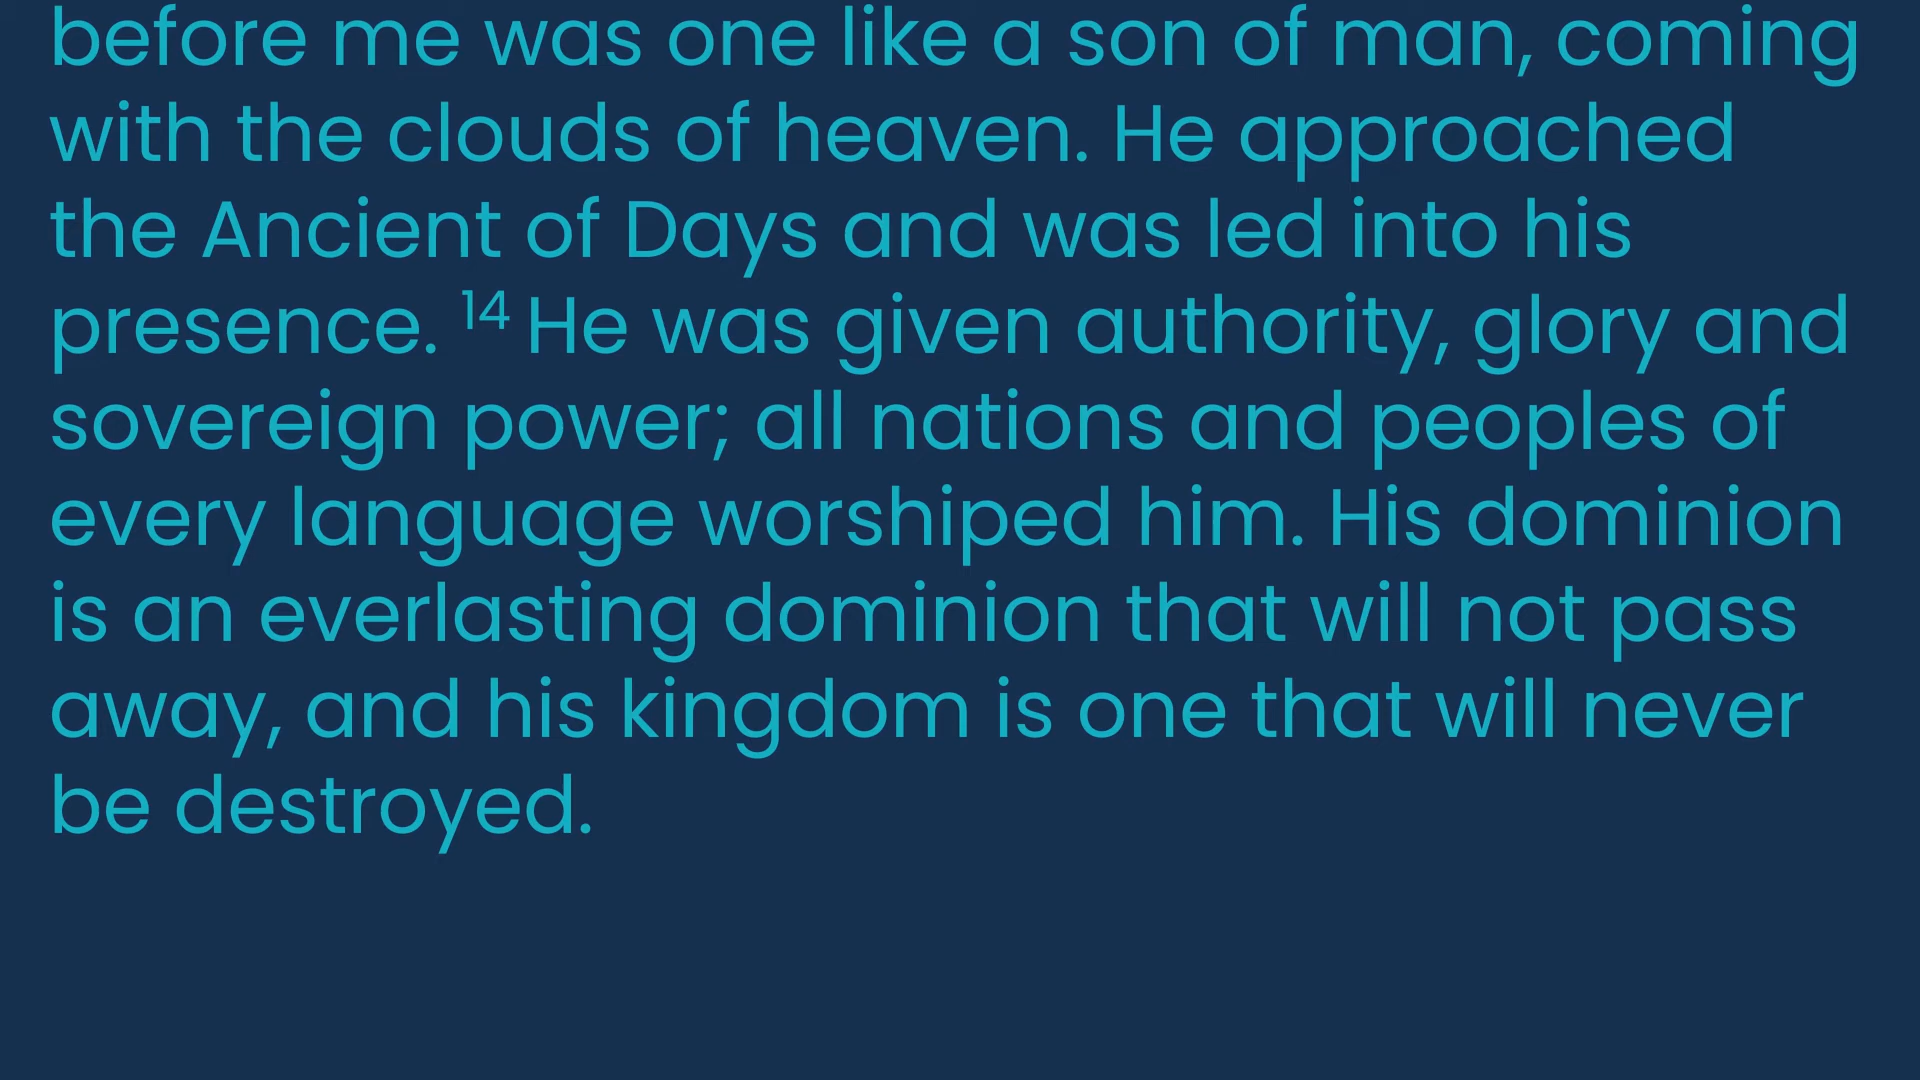 before me was one like a son of man, coming
with the clouds of heaven. He approached
the Ancient of Days and was led into his
presence. 14 He was given authority, glory and
sovereign power; all nations and peoples of
every language worshiped him. His dominion
is an everlasting dominion that will not pass
away, and his kingdom is one that will never
be destroyed.